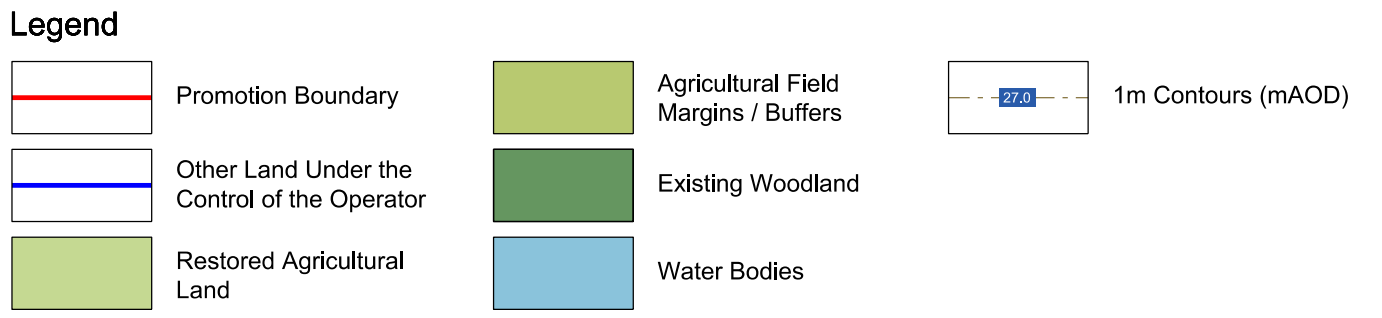 Legend
Promotion Boundary
Other Land Under the
Control of the Operator
Restored Agricultural
Land
Agricultural Field
Margins / Buffers
Existing Woodland
Water Bodies
27.0
1m Contours (mAOD)